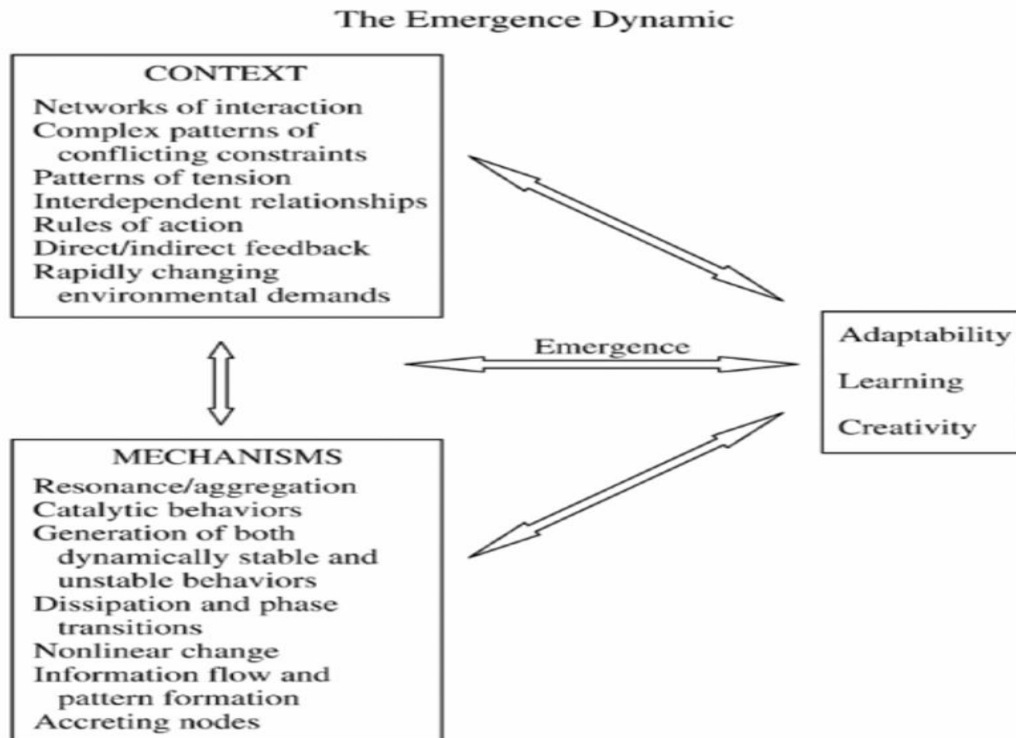 The Emergence Dynamic
CONTEXT
Networks of interaction
Complex patterns of
conflicting constraints
Patterns of tension
Interdependent relationships
Rules of action
Direct/indirect feedback
Rapidly changing
environmental demands
Emergence
Adaptability
Learning
Creativity
MECHANISMS
Resonance/aggregation
Catalytic behaviors
Generation of both
dynamically stable and
unstable behaviors
Dissipation and phase
transitions
Nonlinear change
Information flow and
pattern formation
Accreting nodes